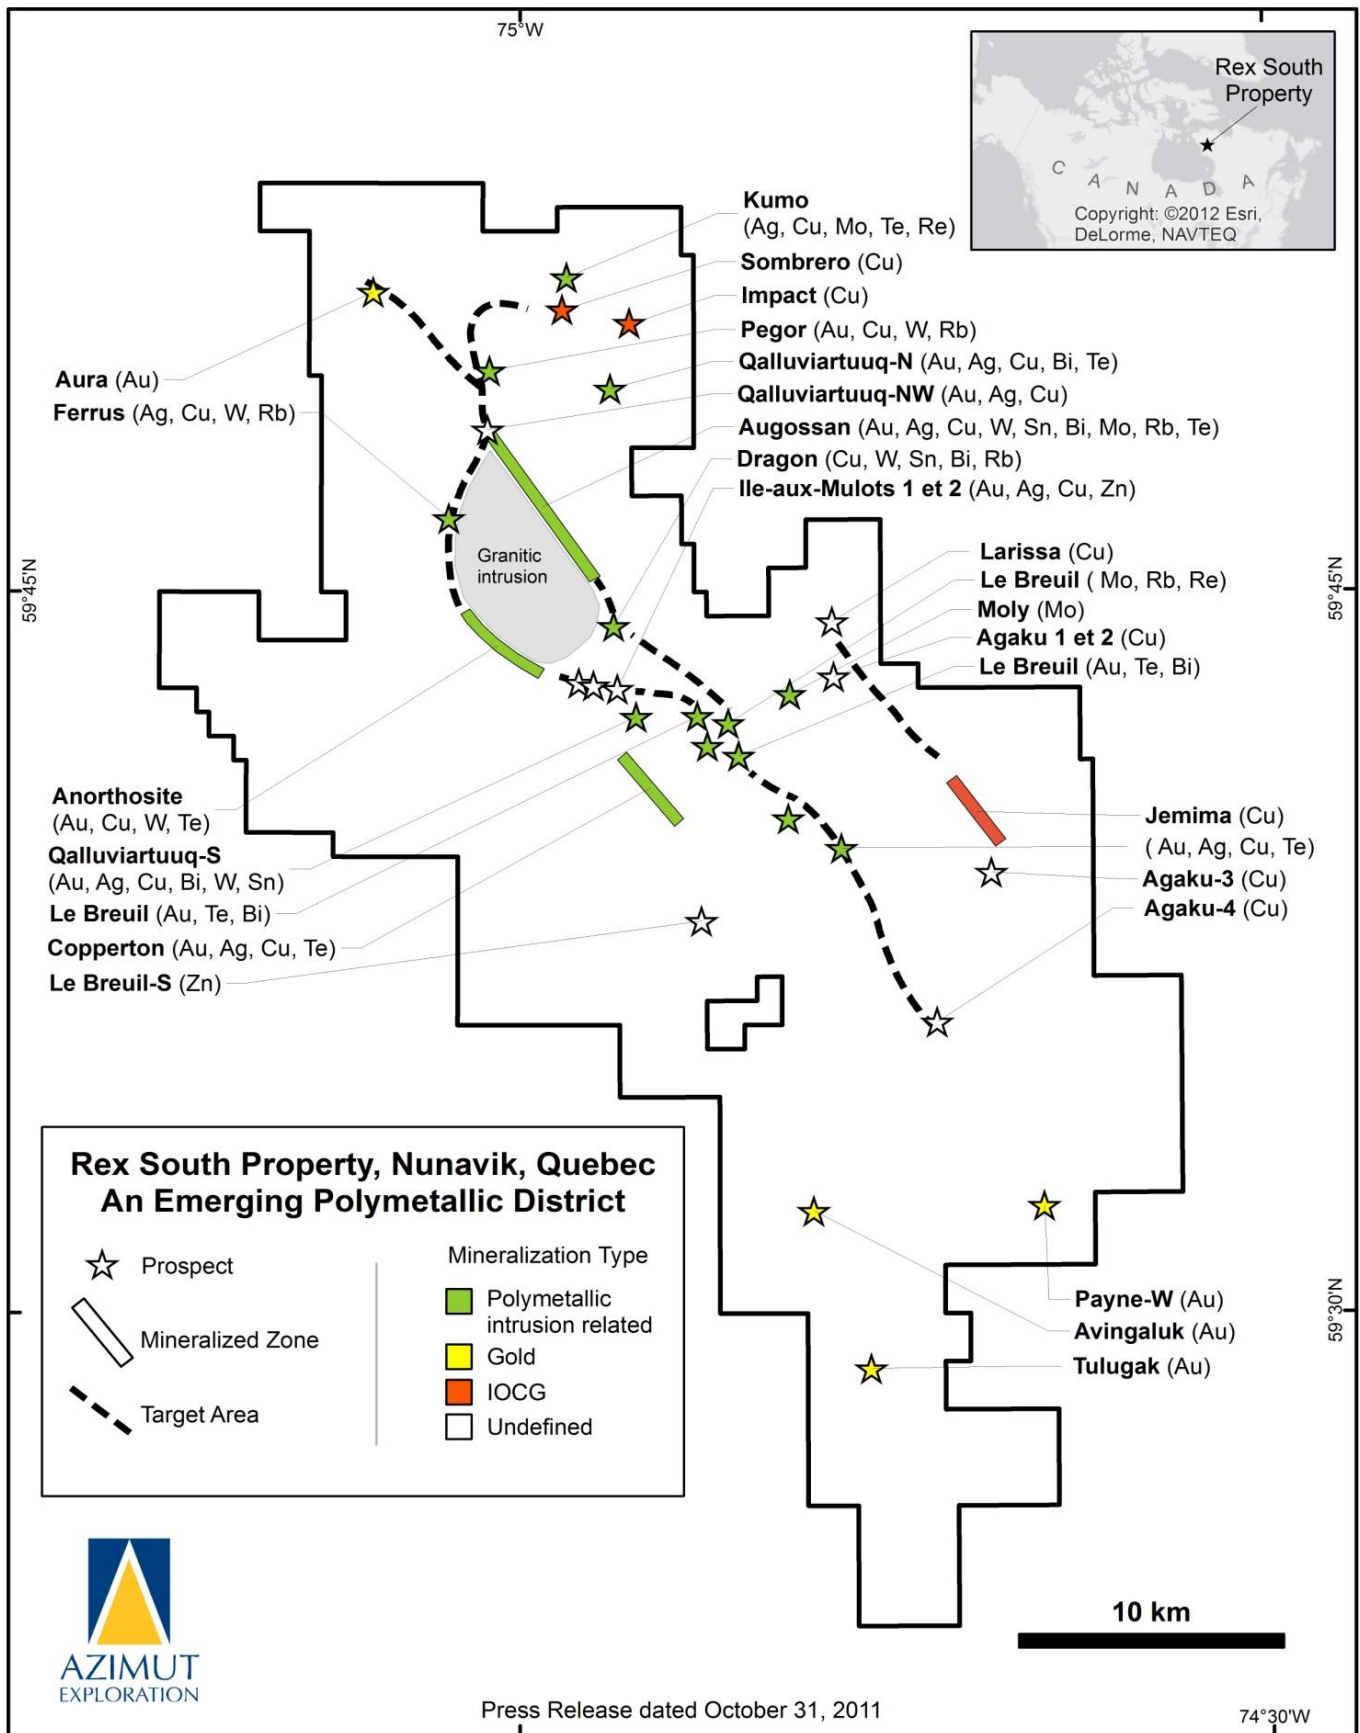 75°W
Rex South
Property
C A N A D A
Copyright: ©2012 Esri,
DeLorme, NAVTEQ
Kumo
(Ag, Cu, Mo, Te, Re)
Sombrero (Cu)
Impact (Cu)
Pegor (Au, Cu, W, Rb)
Qalluviartuuq-N (Au, Ag, Cu, Bi, Te)
Qalluviartuuq-NW (Au, Ag, Cu)
Augossan (Au, Ag, Cu, W, Sn, Bi, Mo, Rb, Te)
Dragon (Cu, W, Sn, Bi, Rb)
Ile-aux-Mulots 1 et 2 (Au, Ag, Cu, Zn)
Aura (Au)
Ferrus (Ag, Cu, W, Rb)
Granitic
intrusion
59°45'N
59°45'N
Larissa (Cu)
Le Breuil ( Mo, Rb, Re)
Moly (Mo)
Agaku 1 et 2 (Cu)
Le Breuil (Au, Te, Bi)
Anorthosite
(Au, Cu, W, Te)
Qalluviartuuq-S
(Au, Ag, Cu, Bi, W, Sn)
Le Breuil (Au, Te, Bi)
Copperton (Au, Ag, Cu, Te)
Le Breuil-S (Zn)
Jemima (Cu)
( Au, Ag, Cu, Te)
Agaku-3 (Cu)
Agaku-4 (Cu)
Rex South Property, Nunavik, Quebec
An Emerging Polymetallic District
Prospect
Mineralized Zone
Target Area
Mineralization Type
Polymetallic
intrusion related
Gold
IOCG
Undefined
59°30'N
Payne-W (Au)
Avingaluk (Au)
Tulugak (Au)
10 km
AZIMUT
EXPLORATION
Press Release dated October 31, 2011
74°30'W